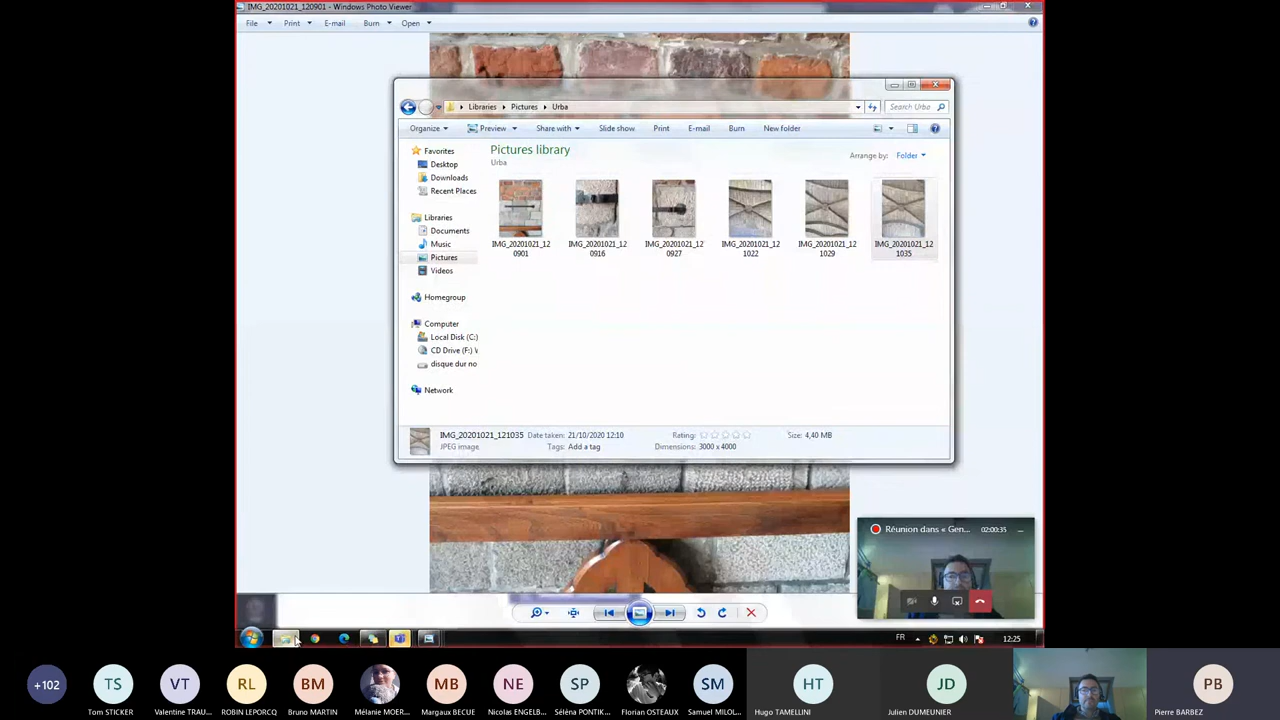 IMG_20201021_120901 - Windows Photo Viewer
File Print E-mail Burn Open
Libraries Pictures Urba
Search Urba
Organize Preview Share with Slide show Print E-mail Burn New folder
Favorites
Desktop
Downloads
Recent Places
Libraries
Documents
Music
Pictures
Videos
Homegroup
Computer
Local Disk (C:)
CD Drive (F:) V
disque dur no
Network
Pictures library
Urba
Arrange by: Folder
IMG_20201021_12
0901
IMG_20201021_12
0916
IMG_20201021_12
0927
IMG_20201021_12
1022
IMG_20201021_12
1029
IMG_20201021_12
1035
IMG_20201021_121035 Date taken: 21/10/2020 12:10 Rating: Size: 4,40 MB
JPEG image Tags: Add a tag Dimensions: 3000 x 4000
Réunion dans « Gen... 02:00:35
FR 12:25
+102 TS VT RL BM MB NE SP SM HT JD PB
Tom STICKER Valentine TRAU... ROBIN LEPORCQ Bruno MARTIN Mélanie MOER... Margaux BECUE Nicolas ENGELB... Séléna PONTIK... Florian OSTEAUX Samuel MILOL... Hugo TAMELLINI Julien DUMEUNIER Pierre BARBEZ